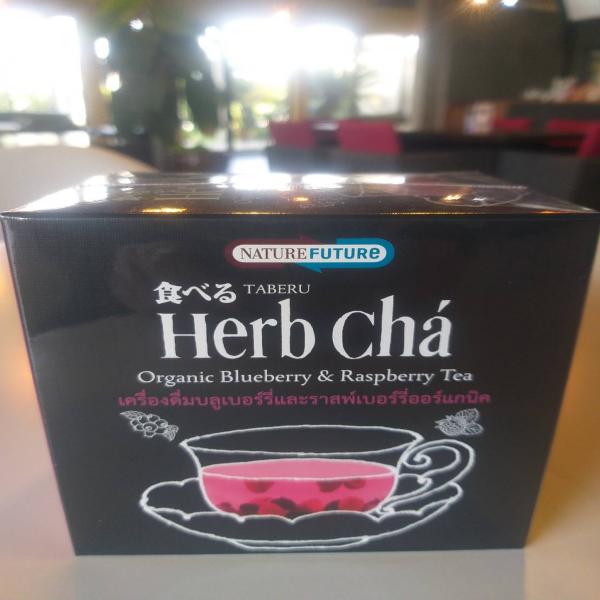 NATURE FUTURE
食べる TABERU
Herb Chá
Organic Blueberry & Raspberry Tea
เครื่องดื่มบลูเบอร์รี่และราสพ์เบอร์รี่ออร์แกนิค